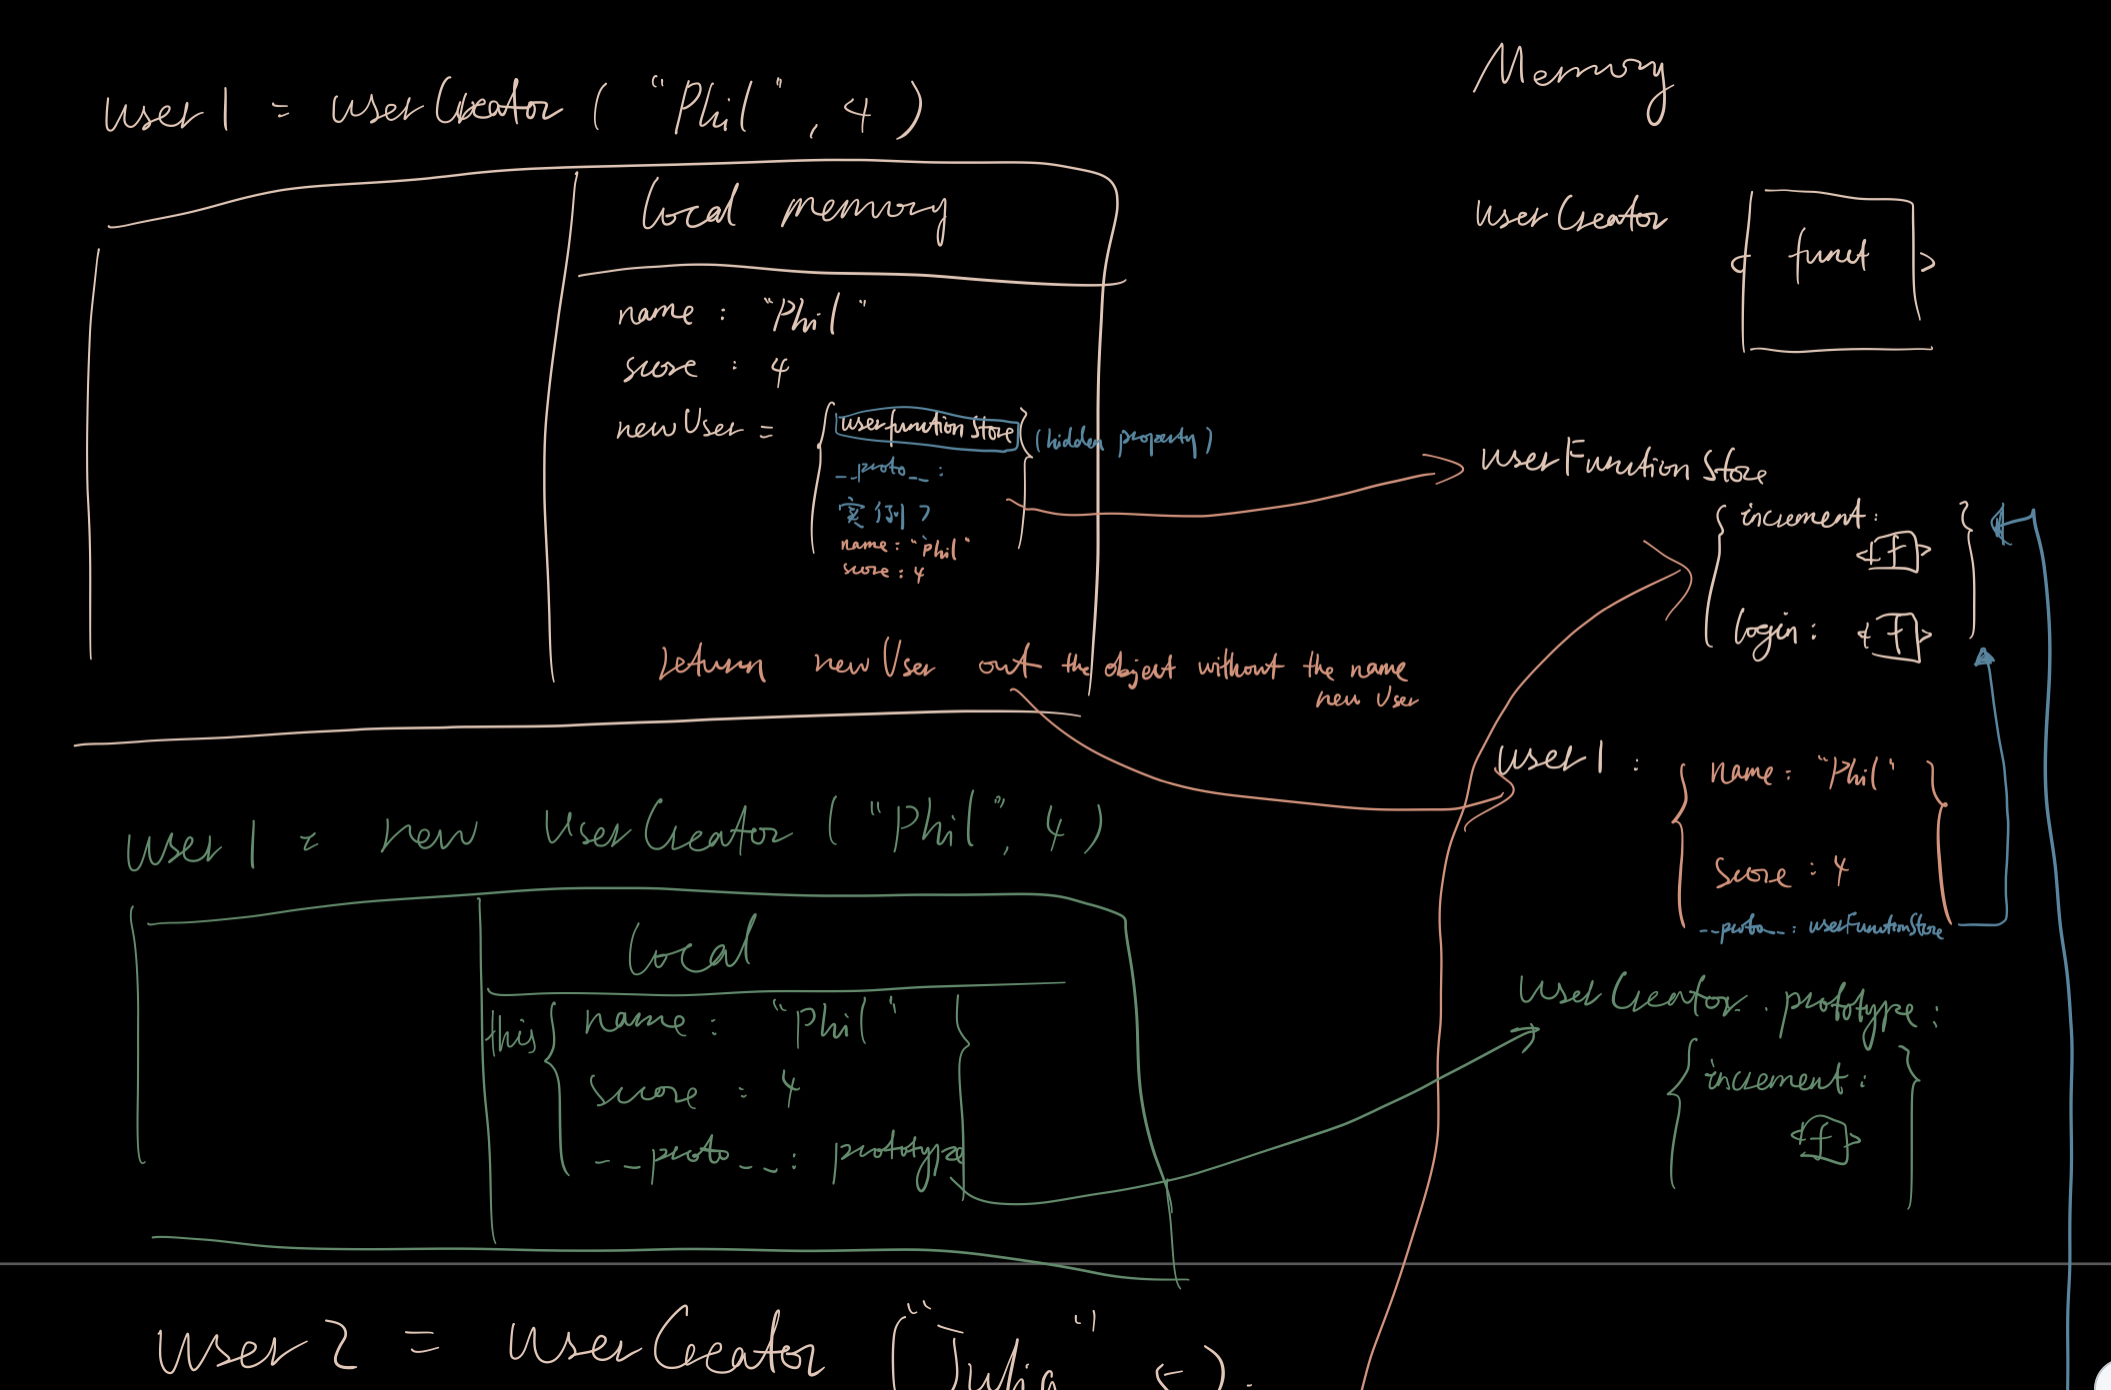 Memory
user1 = userCreator ( "Phil", 4 )
local memory
userCreator
funct
name : "Phil"
score : 4
newUser =
userfunctionStore
(hidden property)
__proto__ :
name : "Phil"
score : 4
userFunctionStore
increment :
f
login :
f
return newUser out the object without the name
newUser
user1 :
name : "Phil"
Score : 4
__proto__ : userFunctionStore
user1 = new userCreator ( "Phil", 4 )
local
this
name : "Phil"
score : 4
__proto__ : prototype
userCreator.prototype :
increment :
f
user2 = userCreator ("Julia"